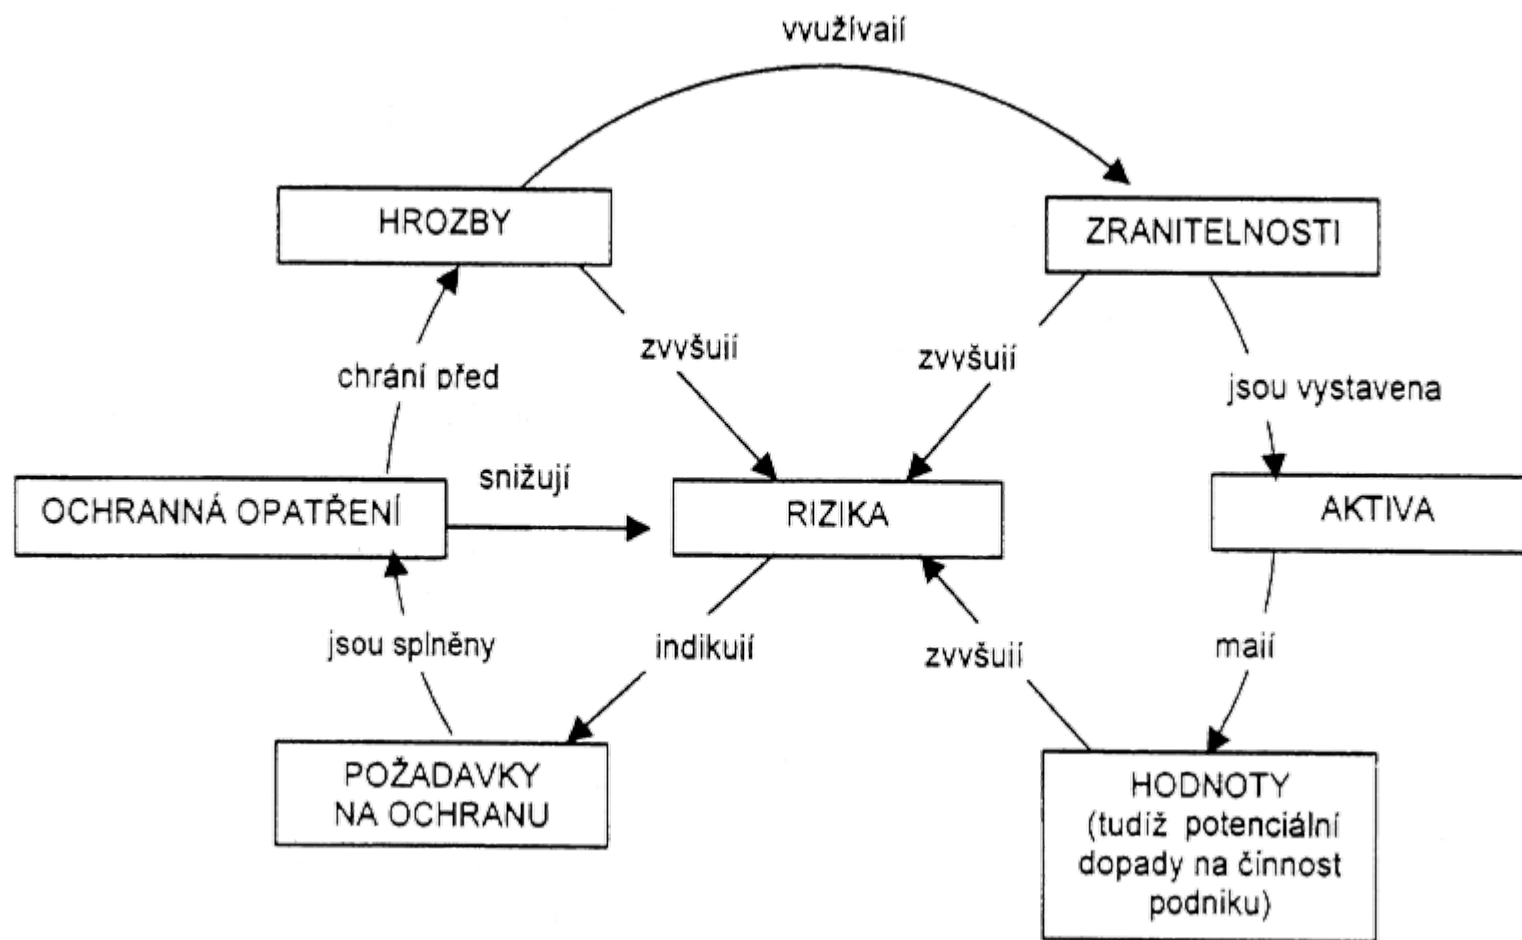 využívají
HROZBY
ZRANITELNOSTI
zvyšují
zvyšují
chrání před
jsou vystavena
snižují
OCHRANNÁ OPATŘENÍ
RIZIKA
AKTIVA
jsou splněny
indikují
zvyšují
mají
POŽADAVKY
NA OCHRANU
HODNOTY
(tudíž potenciální
dopady na čínnost
podniku)